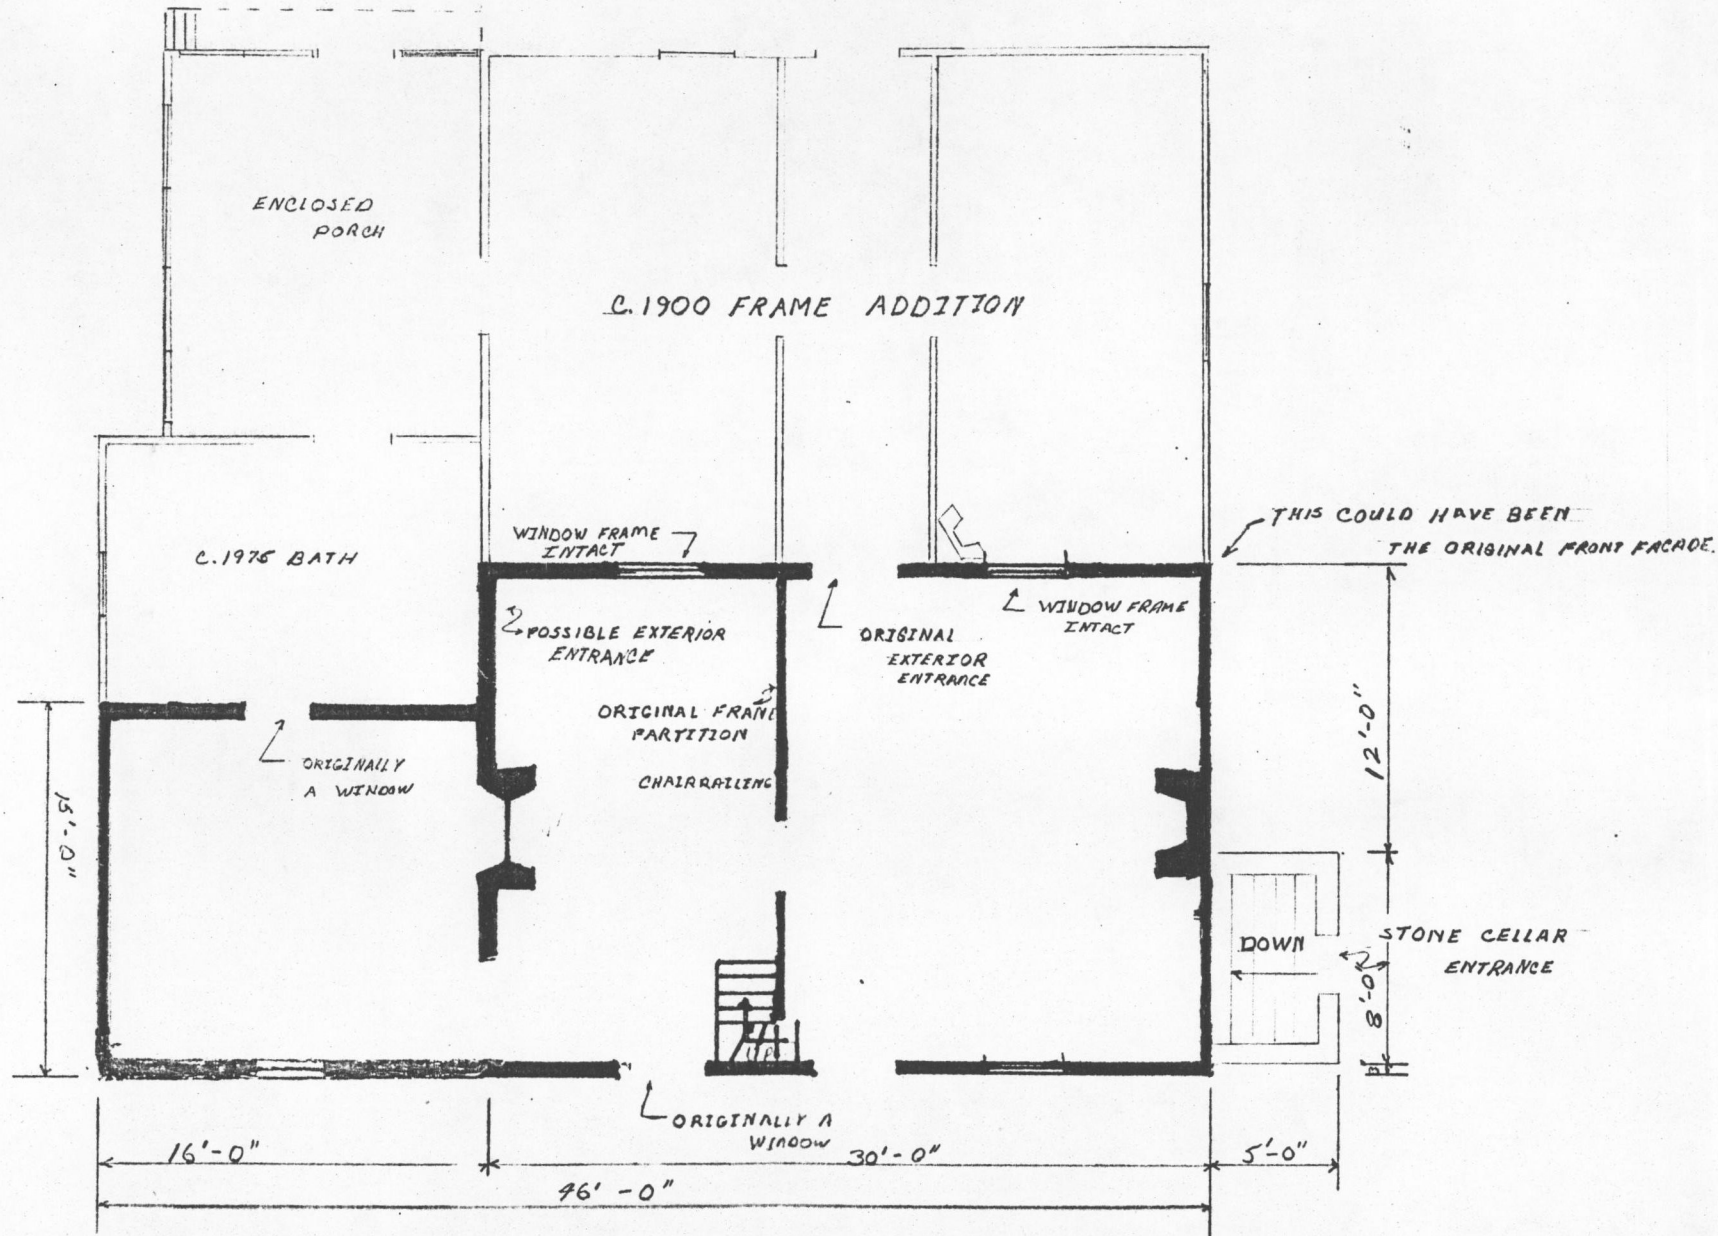 ENCLOSED
PORCH
C.1900 FRAME ADDITION
C.1975 BATH
WINDOW FRAME
INTACT
THIS COULD HAVE BEEN
THE ORIGINAL FRONT FACADE.
POSSIBLE EXTERIOR
ENTRANCE
ORIGINAL
EXTERIOR
ENTRANCE
WINDOW FRAME
INTACT
ORIGINAL FRAME
PARTITION
CHAIRRAILING
ORIGINALLY
A WINDOW
12'-0"
15'-0"
DOWN
STONE CELLAR
ENTRANCE
8'-0"
UP
ORIGINALLY A
WINDOW
16'-0"
30'-0"
5'-0"
46'-0"